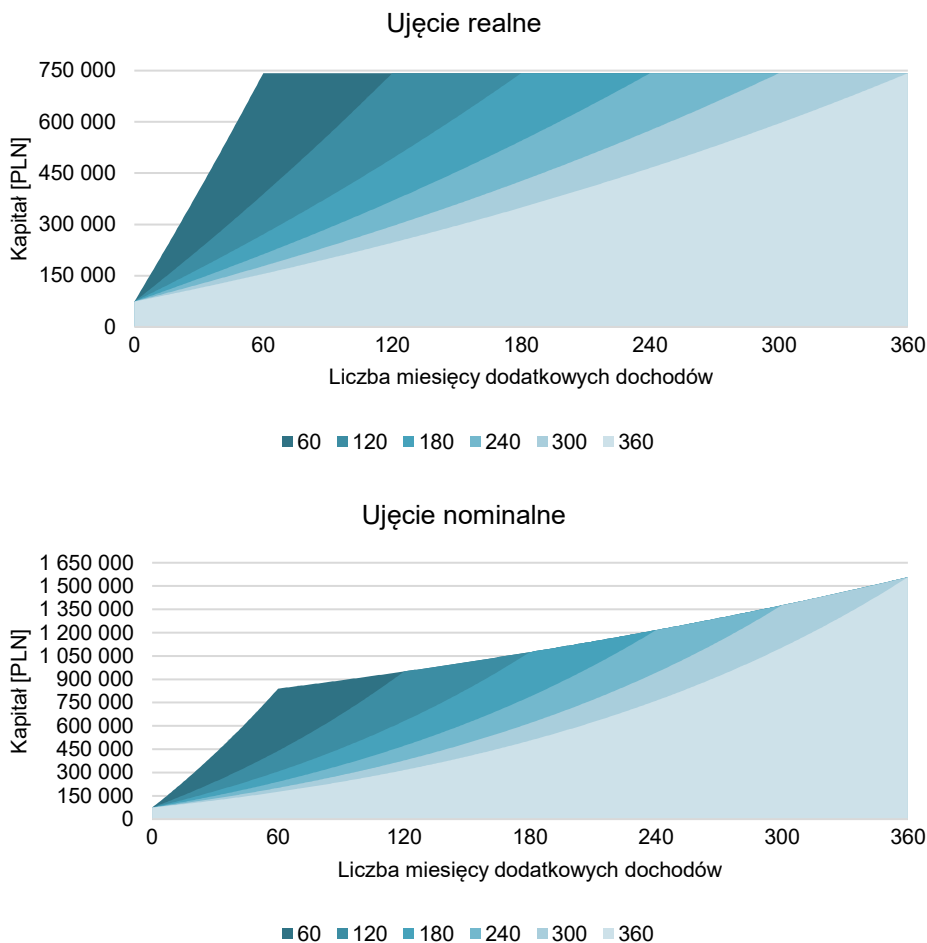 Ujęcie realne
750 000
600 000
450 000
300 000
150 000
0
Kapitał [PLN]
0 60 120 180 240 300 360
Liczba miesięcy dodatkowych dochodów
60 120 180 240 300 360
Ujęcie nominalne
1 650 000
1 500 000
1 350 000
1 200 000
1 050 000
900 000
750 000
600 000
450 000
300 000
150 000
0
Kapitał [PLN]
0 60 120 180 240 300 360
Liczba miesięcy dodatkowych dochodów
60 120 180 240 300 360